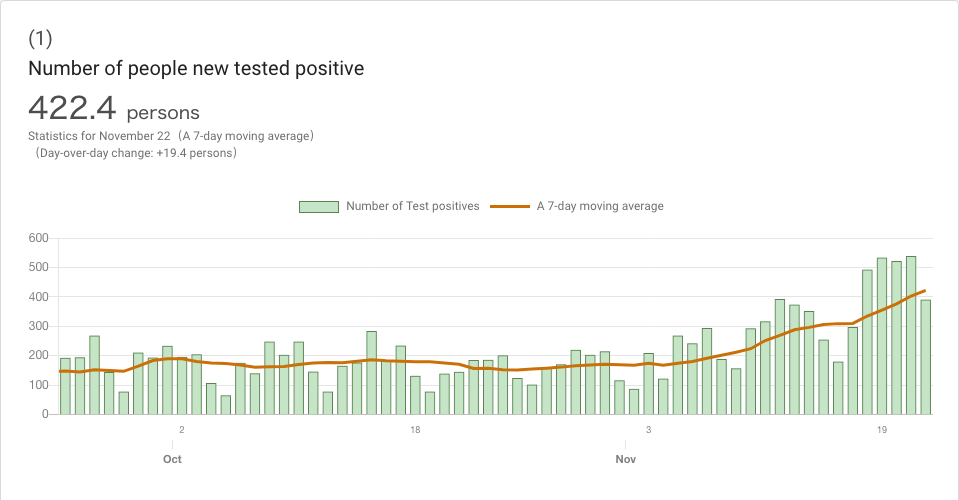 (1)
Number of people new tested positive
422.4 persons
Statistics for November 22（A 7-day moving average）
（Day-over-day change: +19.4 persons）
Number of Test positives A 7-day moving average
600
500
400
300
200
100
0
2 18 3 19
Oct Nov